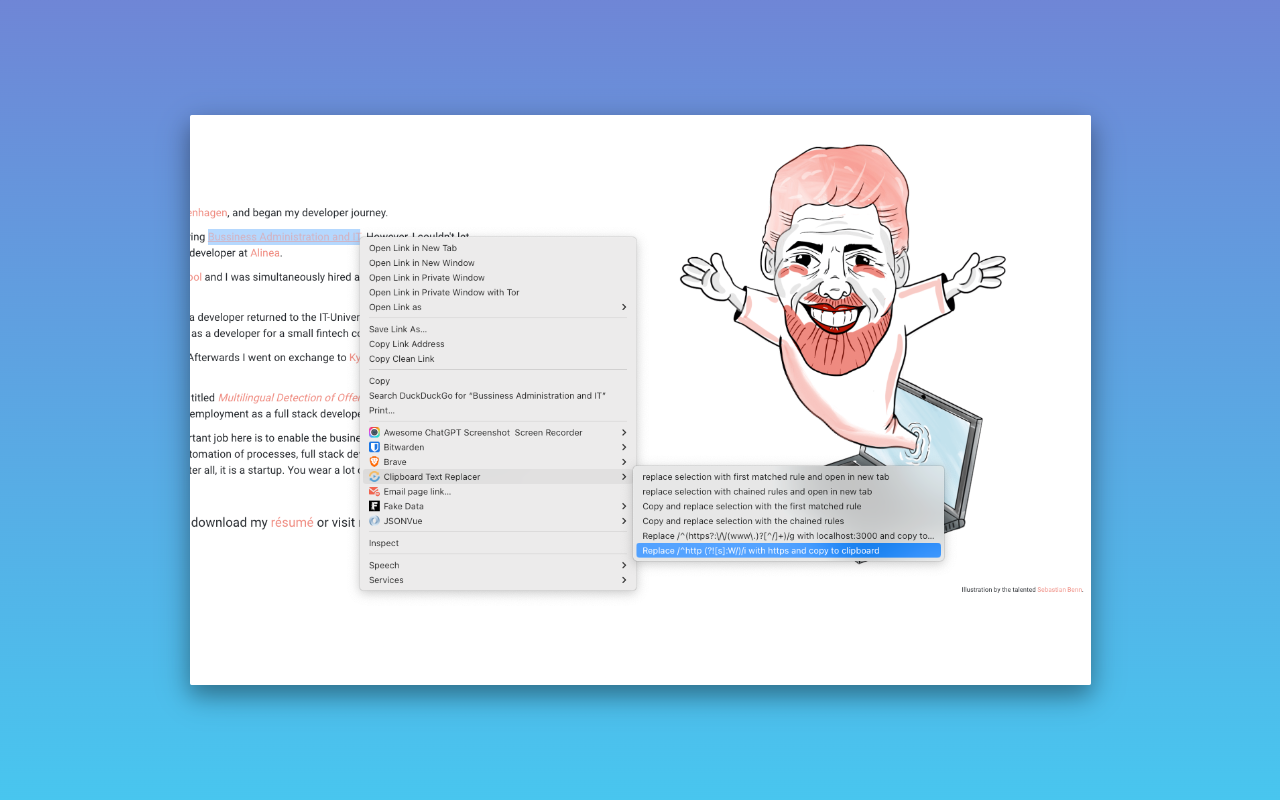 enhagen, and began my developer journey.
ing Bussiness Administration and IT. However, I couldn't let
developer at Alinea.
ool and I was simultaneously hired a
a developer returned to the IT-Univer
as a developer for a small fintech co
Afterwards I went on exchange to Ky
titled Multilingual Detection of Offen
employment as a full stack develope
rtant job here is to enable the busine
tomation of processes, full stack dev
ter all, it is a startup. You wear a lot o
download my résumé or visit
Open Link in New Tab
Open Link in New Window
Open Link in Private Window
Open Link in Private Window with Tor
Open Link as
Save Link As...
Copy Link Address
Copy Clean Link
Copy
Search DuckDuckGo for “Bussiness Administration and IT”
Print...
Awesome ChatGPT Screenshot Screen Recorder
Bitwarden
Brave
Clipboard Text Replacer
Email page link...
Fake Data
JSONVue
Inspect
Speech
Services
replace selection with first matched rule and open in new tab
replace selection with chained rules and open in new tab
Copy and replace selection with the first matched rule
Copy and replace selection with the chained rules
Replace /^(https?:\/\/(www\.)?[^/]+)/g with localhost:3000 and copy to...
Replace /^http (?![s]:W/)/i with https and copy to clipboard
Illustration by the talented Sebastian Berm.